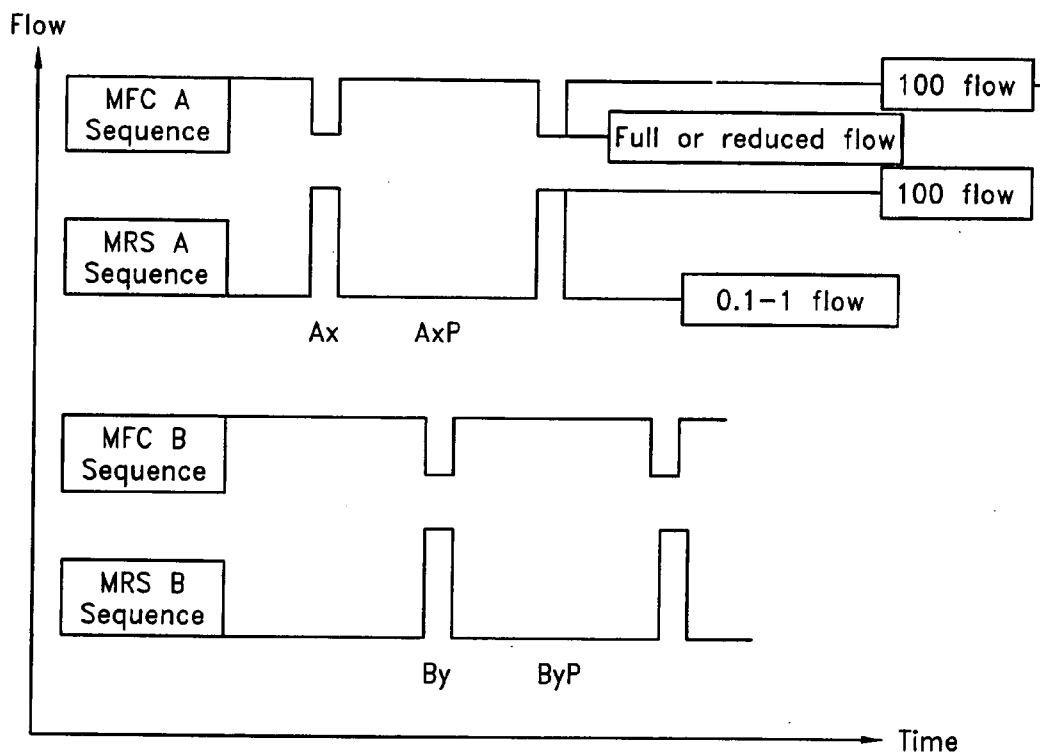 Flow
MFC A
Sequence
100 flow
Full or reduced flow
100 flow
MRS A
Sequence
0.1-1 flow
Ax
AxP
MFC B
Sequence
MRS B
Sequence
By
ByP
Time